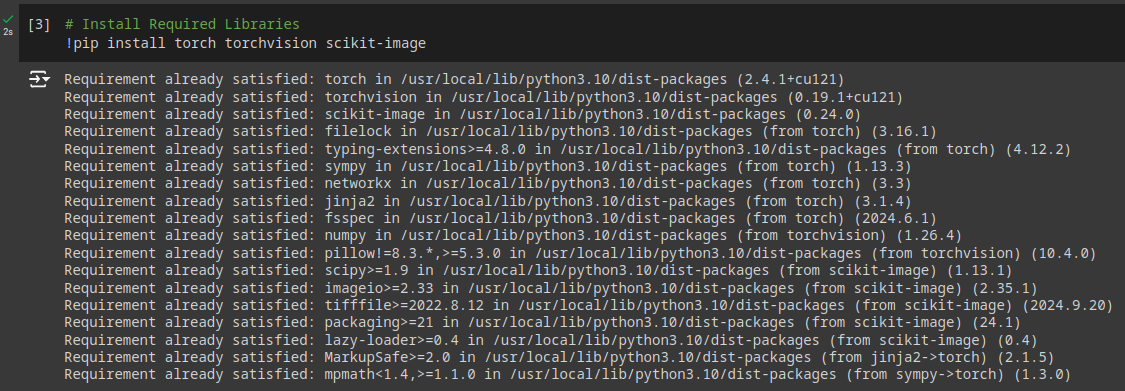 [3] # Install Required Libraries
2s !pip install torch torchvision scikit-image
Requirement already satisfied: torch in /usr/local/lib/python3.10/dist-packages (2.4.1+cu121)
Requirement already satisfied: torchvision in /usr/local/lib/python3.10/dist-packages (0.19.1+cu121)
Requirement already satisfied: scikit-image in /usr/local/lib/python3.10/dist-packages (0.24.0)
Requirement already satisfied: filelock in /usr/local/lib/python3.10/dist-packages (from torch) (3.16.1)
Requirement already satisfied: typing-extensions>=4.8.0 in /usr/local/lib/python3.10/dist-packages (from torch) (4.12.2)
Requirement already satisfied: sympy in /usr/local/lib/python3.10/dist-packages (from torch) (1.13.3)
Requirement already satisfied: networkx in /usr/local/lib/python3.10/dist-packages (from torch) (3.3)
Requirement already satisfied: jinja2 in /usr/local/lib/python3.10/dist-packages (from torch) (3.1.4)
Requirement already satisfied: fsspec in /usr/local/lib/python3.10/dist-packages (from torch) (2024.6.1)
Requirement already satisfied: numpy in /usr/local/lib/python3.10/dist-packages (from torchvision) (1.26.4)
Requirement already satisfied: pillow!=8.3.*,>=5.3.0 in /usr/local/lib/python3.10/dist-packages (from torchvision) (10.4.0)
Requirement already satisfied: scipy>=1.9 in /usr/local/lib/python3.10/dist-packages (from scikit-image) (1.13.1)
Requirement already satisfied: imageio>=2.33 in /usr/local/lib/python3.10/dist-packages (from scikit-image) (2.35.1)
Requirement already satisfied: tifffile>=2022.8.12 in /usr/local/lib/python3.10/dist-packages (from scikit-image) (2024.9.20)
Requirement already satisfied: packaging>=21 in /usr/local/lib/python3.10/dist-packages (from scikit-image) (24.1)
Requirement already satisfied: lazy-loader>=0.4 in /usr/local/lib/python3.10/dist-packages (from scikit-image) (0.4)
Requirement already satisfied: MarkupSafe>=2.0 in /usr/local/lib/python3.10/dist-packages (from jinja2->torch) (2.1.5)
Requirement already satisfied: mpmath<1.4,>=1.1.0 in /usr/local/lib/python3.10/dist-packages (from sympy->torch) (1.3.0)